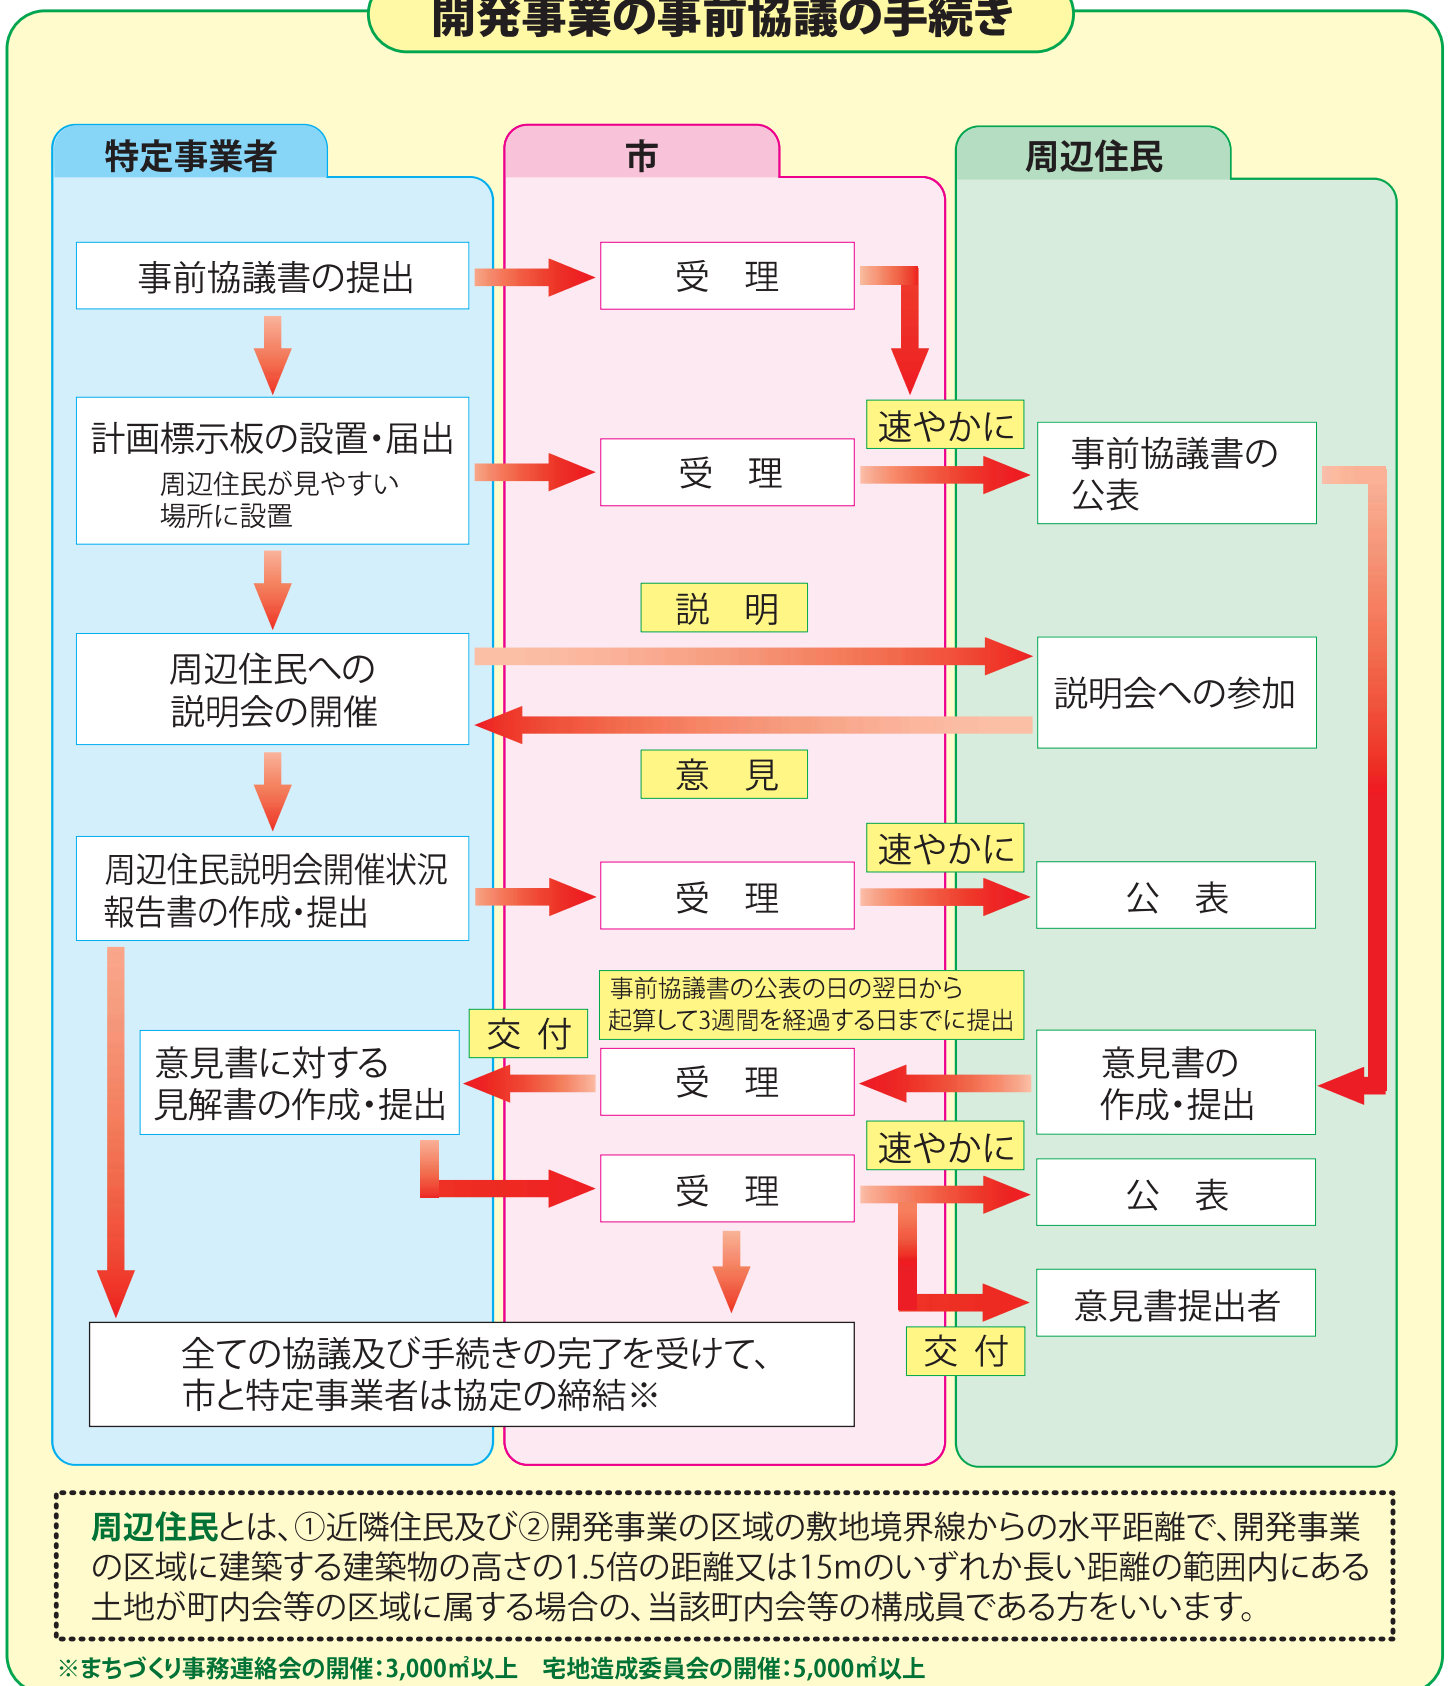 開発事業の事前協議の手続き
特定事業者
市
周辺住民
事前協議書の提出
受　理
計画標示板の設置・届出
周辺住民が見やすい
場所に設置
受　理
速やかに
事前協議書の
公表
説　明
周辺住民への
説明会の開催
説明会への参加
意　見
周辺住民説明会開催状況
報告書の作成・提出
受　理
速やかに
公　表
事前協議書の公表の日の翌日から
起算して3週間を経過する日までに提出
交 付
意見書に対する
見解書の作成・提出
受　理
意見書の
作成・提出
受　理
速やかに
公　表
意見書提出者
交 付
全ての協議及び手続きの完了を受けて、
市と特定事業者は協定の締結※
周辺住民とは、①近隣住民及び②開発事業の区域の敷地境界線からの水平距離で、開発事業
の区域に建築する建築物の高さの1.5倍の距離又は15mのいずれか長い距離の範囲内にある
土地が町内会等の区域に属する場合の、当該町内会等の構成員である方をいいます。
※まちづくり事務連絡会の開催：3,000㎡以上　宅地造成委員会の開催：5,000㎡以上